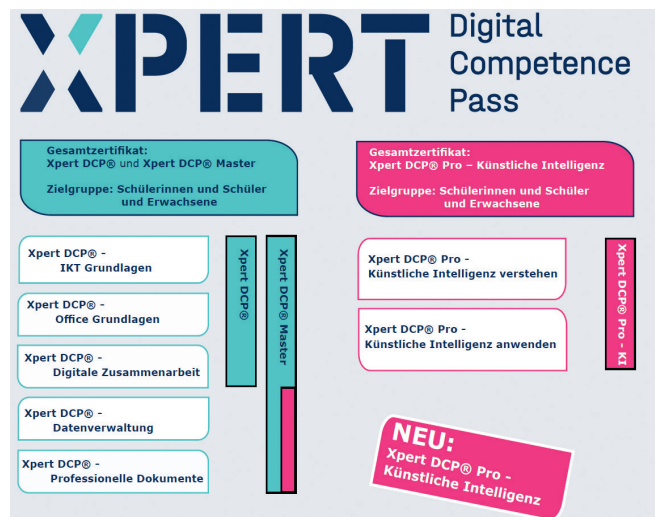 XPERT
Digital
Competence
Pass
Gesamtzertifikat:
Xpert DCP® und Xpert DCP® Master
Zielgruppe: Schülerinnen und Schüler
und Erwachsene
Xpert DCP® -
IKT Grundlagen
Xpert DCP® -
Office Grundlagen
Xpert DCP® -
Digitale Zusammenarbeit
Xpert DCP® -
Datenverwaltung
Xpert DCP® -
Professionelle Dokumente
Xpert DCP®
Xpert DCP® Master
Gesamtzertifikat:
Xpert DCP® Pro – Künstliche Intelligenz
Zielgruppe: Schülerinnen und Schüler
und Erwachsene
Xpert DCP® Pro -
Künstliche Intelligenz verstehen
Xpert DCP® Pro -
Künstliche Intelligenz anwenden
Xpert DCP® Pro - KI
NEU:
Xpert DCP® Pro -
Künstliche Intelligenz